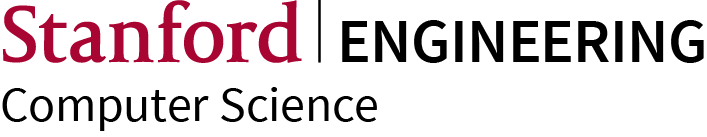 Stanford | ENGINEERING
Computer Science